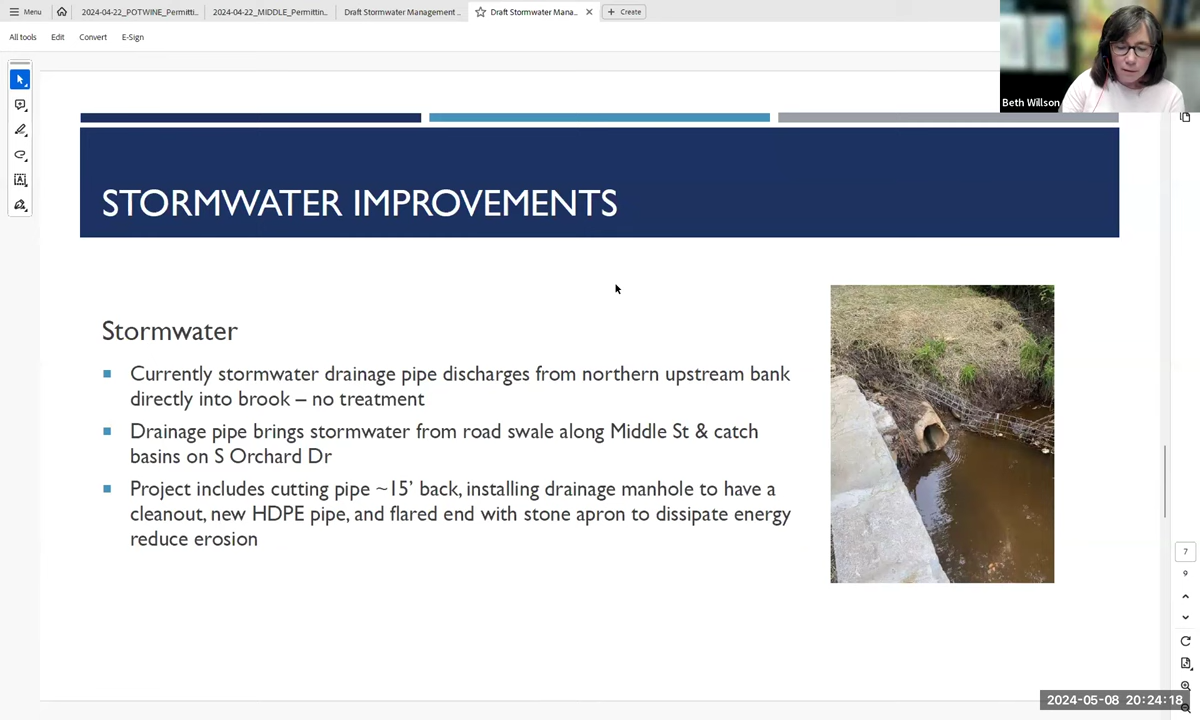 Menu
2024-04-22_POTWINE_Permitti...
2024-04-22_MIDDLE_Permittin...
Draft Stormwater Management ...
Draft Stormwater Mana...
Create
All tools
Edit
Convert
E-Sign
Beth Willson
STORMWATER IMPROVEMENTS
Stormwater
Currently stormwater drainage pipe discharges from northern upstream bank
directly into brook – no treatment
Drainage pipe brings stormwater from road swale along Middle St & catch
basins on S Orchard Dr
Project includes cutting pipe ~15’ back, installing drainage manhole to have a
cleanout, new HDPE pipe, and flared end with stone apron to dissipate energy
reduce erosion
7
9
2024-05-08 20:24:18